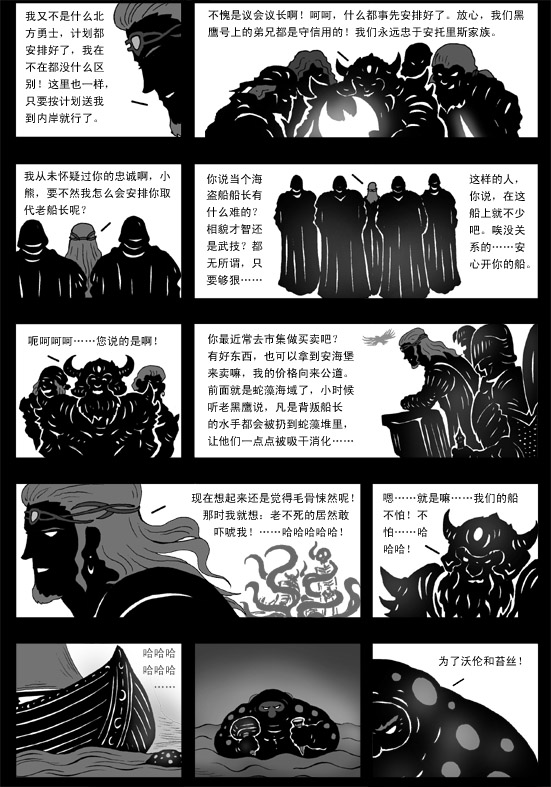 我又不是什么北
方勇士，计划都
安排好了，我在
不在都没什么区
别！这里也一样，
只要按计划送我
到内岸就行了。
不愧是议会议长啊！呵呵，什么都事先安排好了。放心，我们黑
鹰号上的弟兄都是守信用的！我们永远忠于安托里斯家族。
我从未怀疑过你的忠诚啊，小
熊，要不然我怎么会安排你取
代老船长呢？
你说当个海
盗船船长有
什么难的？
相貌才智还
是武技？都
无所谓，只
要够狠……
这样的人，
你说，在这
船上就不少
吧。唉没关
系的……安
心开你的船。
呃呵呵呵……您说的是啊！
你最近常去市集做买卖吧？
有好东西，也可以拿到安海堡
来卖嘛，我的价格向来公道。
前面就是蛇藻海域了，小时候
听老黑鹰说，凡是背叛船长
的水手都会被扔到蛇藻堆里，
让他们一点点被吸干消化……
现在想起来还是觉得毛骨悚然呢！
那时我就想：老不死的居然敢
吓唬我！……哈哈哈哈哈！
嗯……就是嘛……我们的船
不怕！不
怕……哈
哈哈！
哈哈哈
哈哈哈
……
为了沃伦和苔丝！